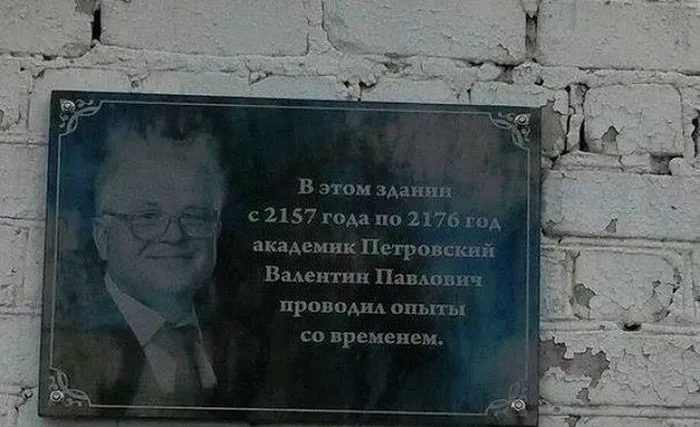 В этом здании
с 2157 года по 2176 год
академик Петровский
Валентин Павлович
проводил опыты
со временем.